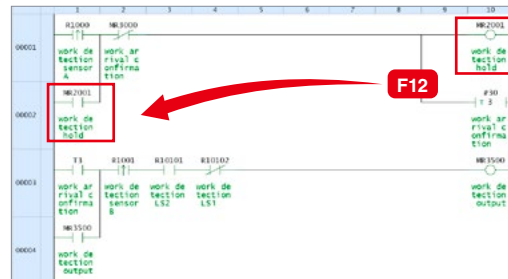 1 2 3 4 5 6 7 8 9 10
R1000 MR3000 MR2001
00001
work de work ar work de
tection rival c tection
sensor onfirma hold
A tion
F12
MR2001 #30
00002 T 3
work de work ar
tection rival c
hold onfirma
tion
T3 R1001 R10101 R10102 MR3500
00003
work ar work de work de work de work de
rival c tection tection tection tection
onfirma sensor LS2 LS1 output
tion B
MR3500
00004
work de
tection
output